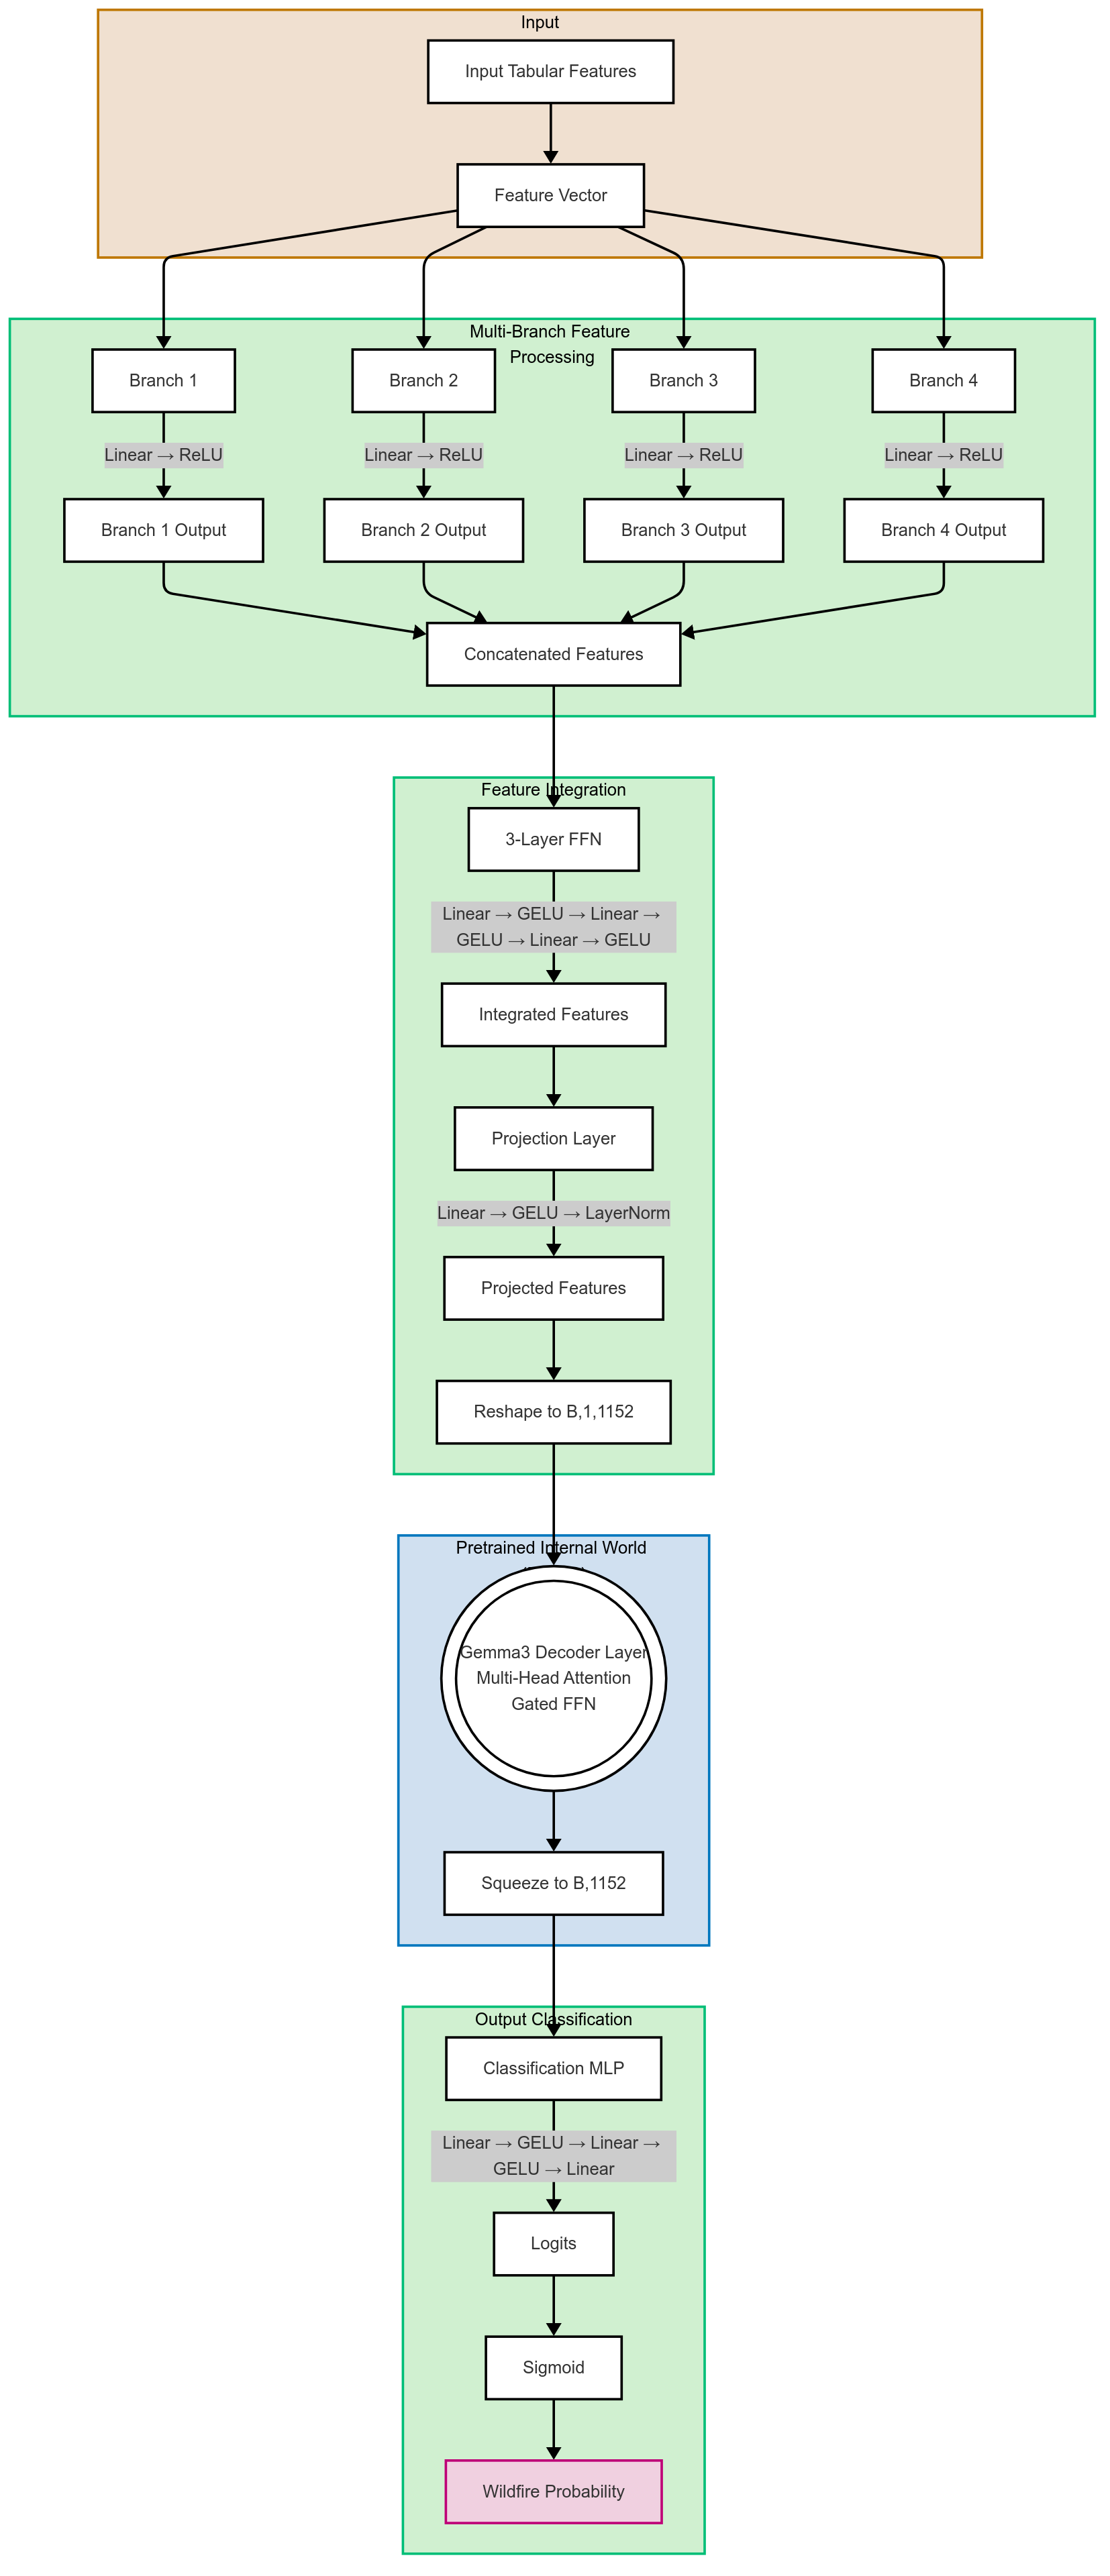 Input
Input Tabular Features
Feature Vector
Multi-Branch Feature
Processing
Branch 1
Branch 2
Branch 3
Branch 4
Linear → ReLU
Linear → ReLU
Linear → ReLU
Linear → ReLU
Branch 1 Output
Branch 2 Output
Branch 3 Output
Branch 4 Output
Concatenated Features
Feature Integration
3-Layer FFN
Linear → GELU → Linear →
GELU → Linear → GELU
Integrated Features
Projection Layer
Linear → GELU → LayerNorm
Projected Features
Reshape to B,1,1152
Pretrained Internal World
Gemma3 Decoder Layer
Multi-Head Attention
Gated FFN
Squeeze to B,1152
Output Classification
Classification MLP
Linear → GELU → Linear →
GELU → Linear
Logits
Sigmoid
Wildfire Probability